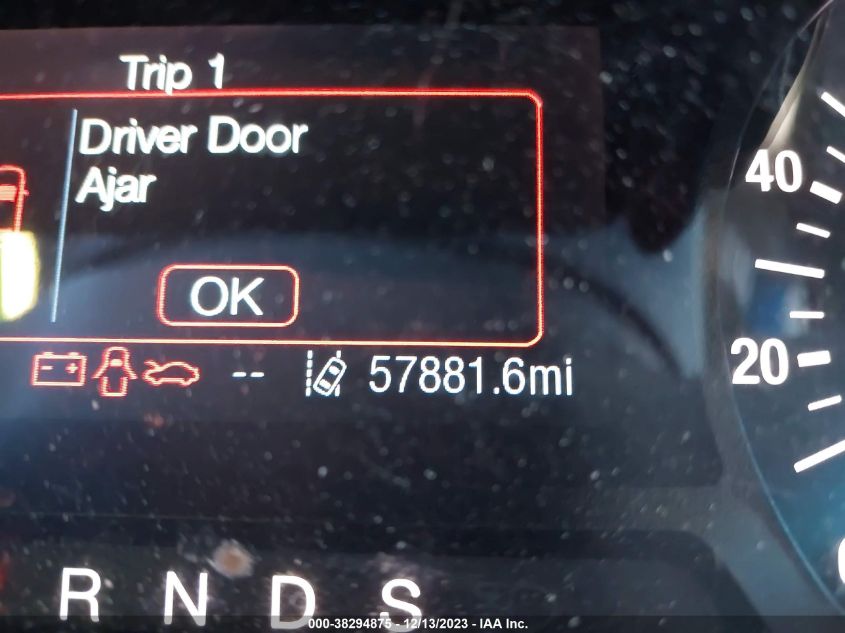 Trip 1
Driver Door
Ajar
OK
-- 57881.6mi
40
20
R N D S
000-38294875 - 12/13/2023 - IAA Inc.